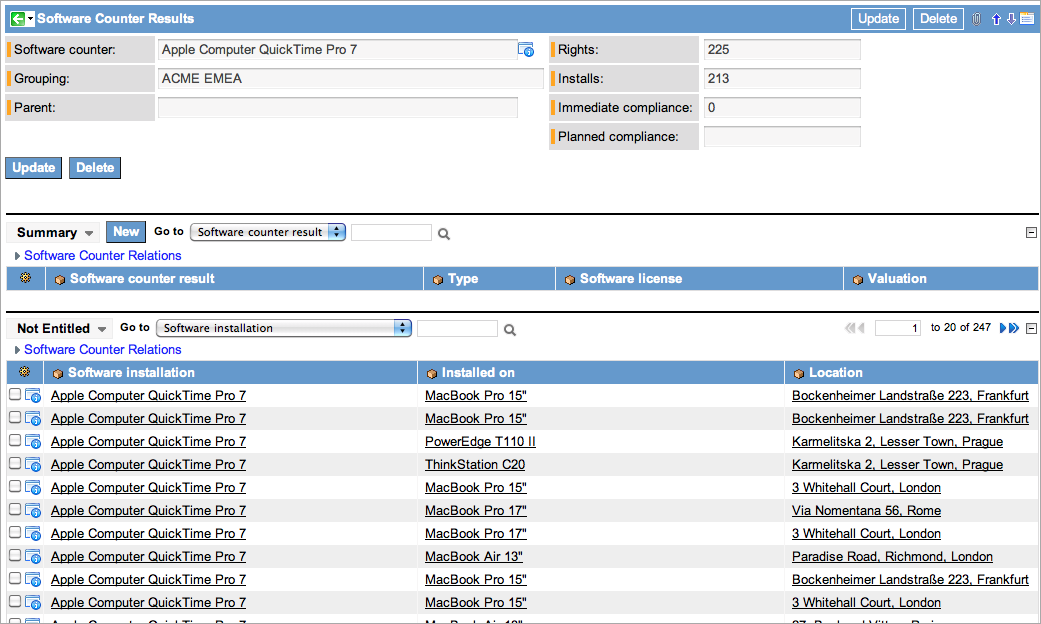 Software Counter Results Update Delete
Software counter: Apple Computer QuickTime Pro 7 Rights: 225
Grouping: ACME EMEA Installs: 213
Parent: Immediate compliance: 0
Planned compliance:
Update Delete
Summary New Go to Software counter result
Software Counter Relations
Software counter result Type Software license Valuation
Not Entitled Go to Software installation 1 to 20 of 247
Software Counter Relations
Software installation Installed on Location
Apple Computer QuickTime Pro 7 MacBook Pro 15" Bockenheimer Landstraße 223, Frankfurt
Apple Computer QuickTime Pro 7 MacBook Pro 15" Bockenheimer Landstraße 223, Frankfurt
Apple Computer QuickTime Pro 7 PowerEdge T110 II Karmelitska 2, Lesser Town, Prague
Apple Computer QuickTime Pro 7 ThinkStation C20 Karmelitska 2, Lesser Town, Prague
Apple Computer QuickTime Pro 7 MacBook Pro 15" 3 Whitehall Court, London
Apple Computer QuickTime Pro 7 MacBook Pro 17" Via Nomentana 56, Rome
Apple Computer QuickTime Pro 7 MacBook Pro 17" 3 Whitehall Court, London
Apple Computer QuickTime Pro 7 MacBook Air 13" Paradise Road, Richmond, London
Apple Computer QuickTime Pro 7 MacBook Pro 15" Bockenheimer Landstraße 223, Frankfurt
Apple Computer QuickTime Pro 7 MacBook Pro 15" 3 Whitehall Court, London